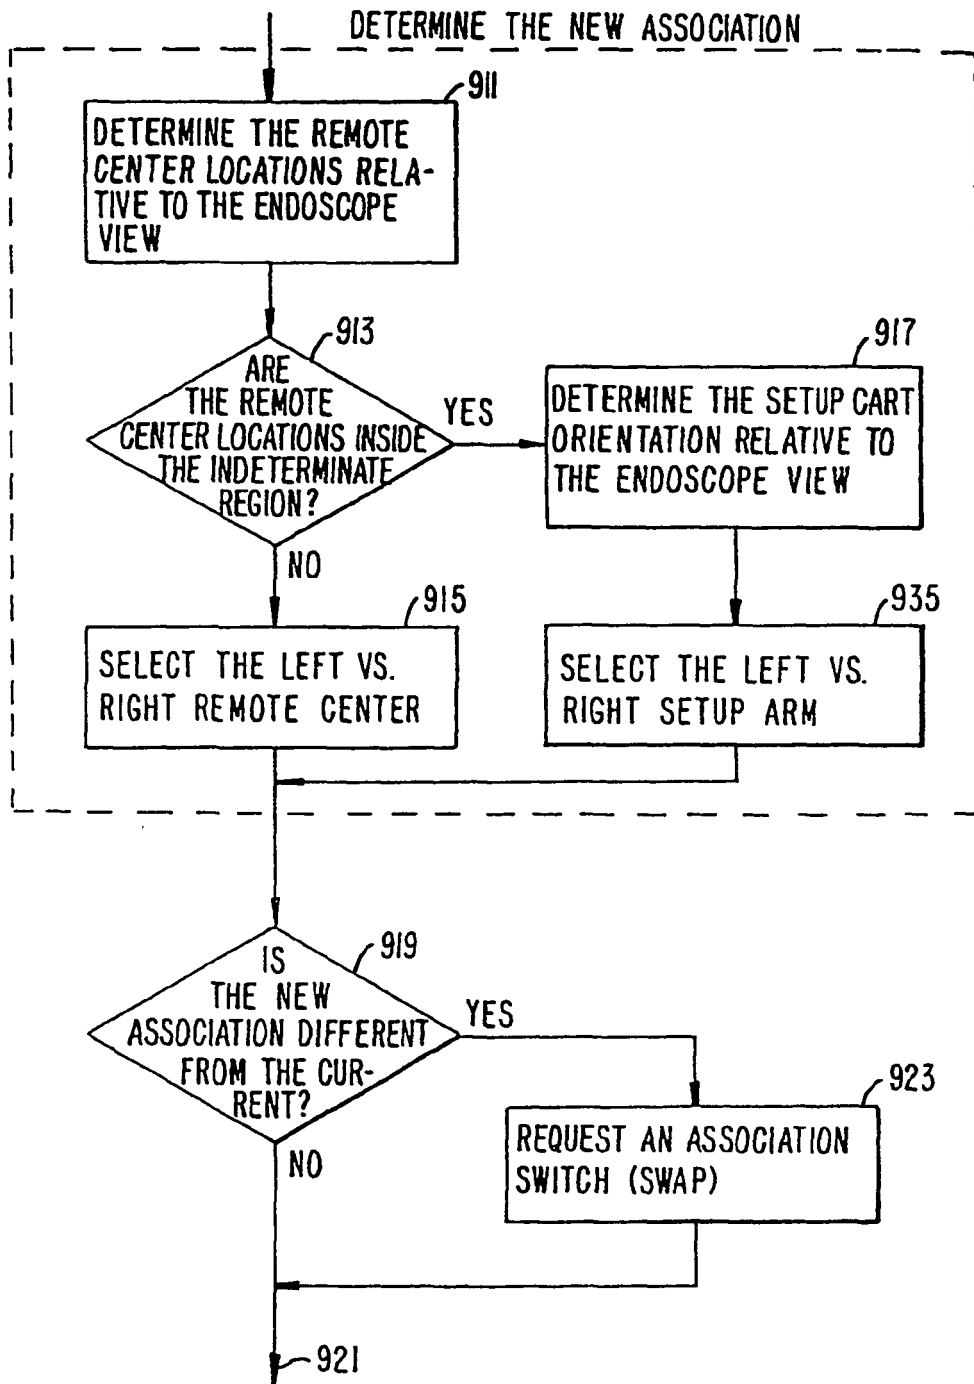 DETERMINE THE NEW ASSOCIATION
911
DETERMINE THE REMOTE
CENTER LOCATIONS RELA-
TIVE TO THE ENDOSCOPE
VIEW
913
ARE
THE REMOTE
CENTER LOCATIONS INSIDE
THE INDETERMINATE
REGION?
YES
NO
917
DETERMINE THE SETUP CART
ORIENTATION RELATIVE TO
THE ENDOSCOPE VIEW
915
SELECT THE LEFT VS.
RIGHT REMOTE CENTER
935
SELECT THE LEFT VS.
RIGHT SETUP ARM
919
IS
THE NEW
ASSOCIATION DIFFERENT
FROM THE CUR-
RENT?
YES
NO
923
REQUEST AN ASSOCIATION
SWITCH (SWAP)
921